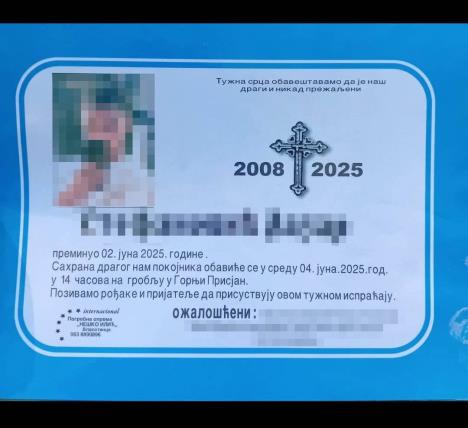 Тужна срца обавештавамо да је наш
драги и никад прежаљени
2008 2025
преминуо 02. јуна 2025. године .
Сахрана драгог нам покојника обавиће се у среду 04. јуна.2025.год.
у 14 часова на гробљу у Горњи Присјан.
Позивамо рођаке и пријатеље да присуствују овом тужном испраћају.
ожалошћени :
international
Погребна опрема
"НЕШКО ИЛИЋ"
Власотинце